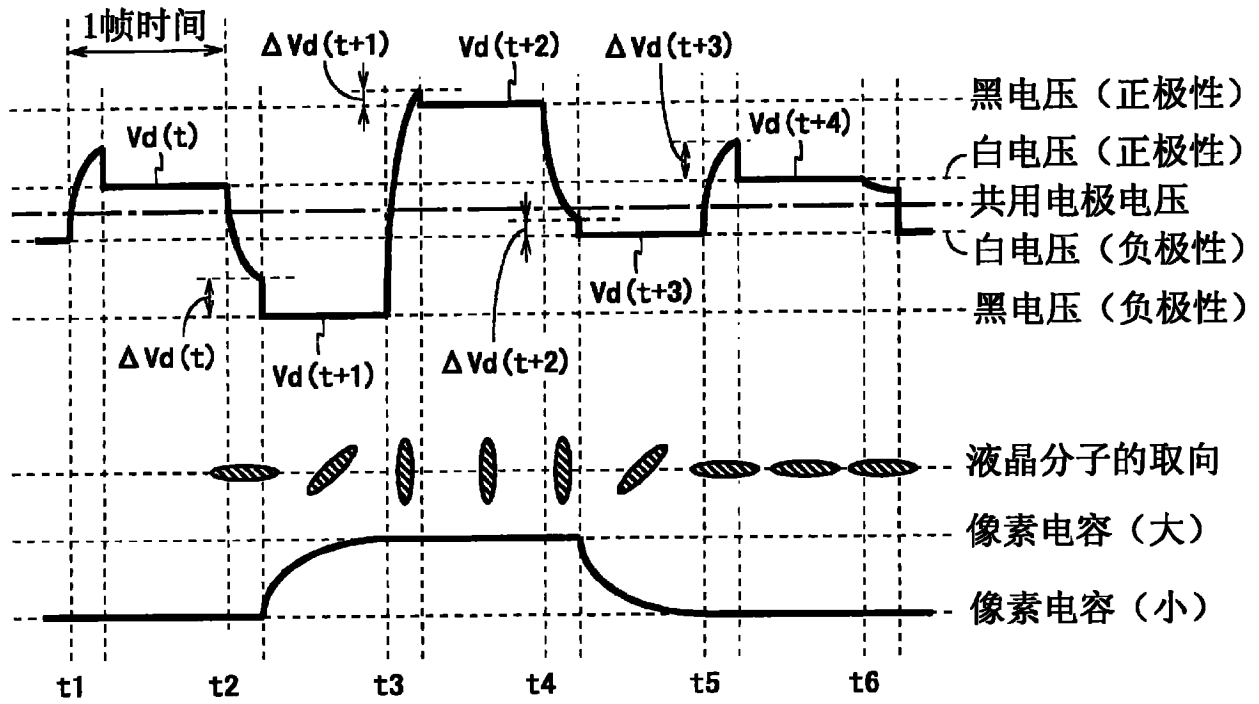 1帧时间
ΔVd(t+1)
Vd(t+2)
ΔVd(t+3)
黑电压（正极性）
Vd(t)
Vd(t+4)
白电压（正极性）
共用电极电压
白电压（负极性）
Vd(t+3)
黑电压（负极性）
ΔVd(t)
Vd(t+1)
ΔVd(t+2)
液晶分子的取向
像素电容（大）
像素电容（小）
t1
t2
t3
t4
t5
t6